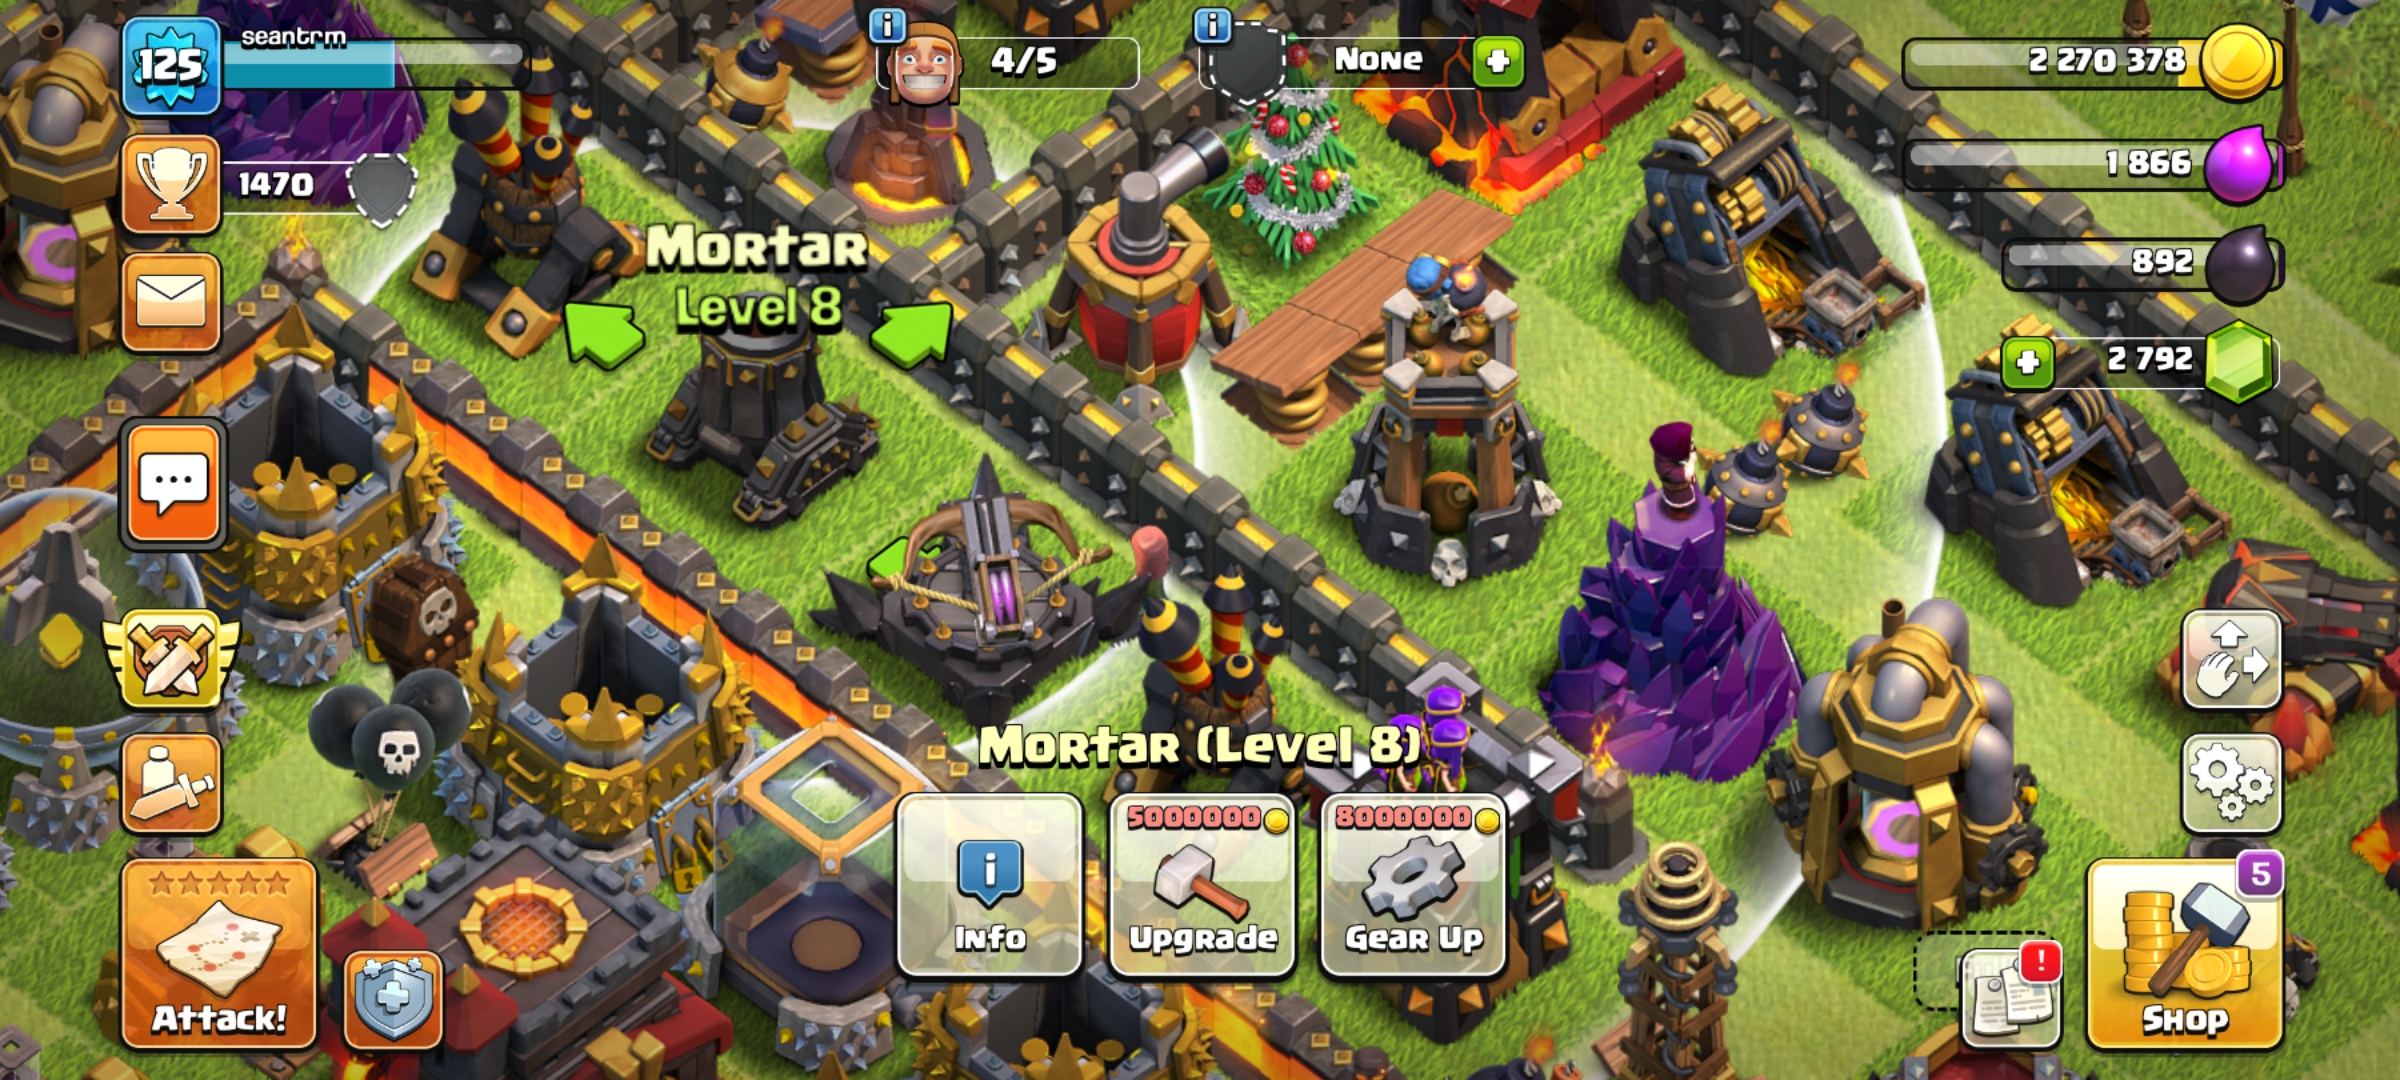 125 seantrm
4/5
None
2 270 378
1470
1 866
892
2 792
Mortar
Level 8
Mortar (Level 8)
Info
5000000
Upgrade
8000000
Gear Up
Attack!
5
Shop